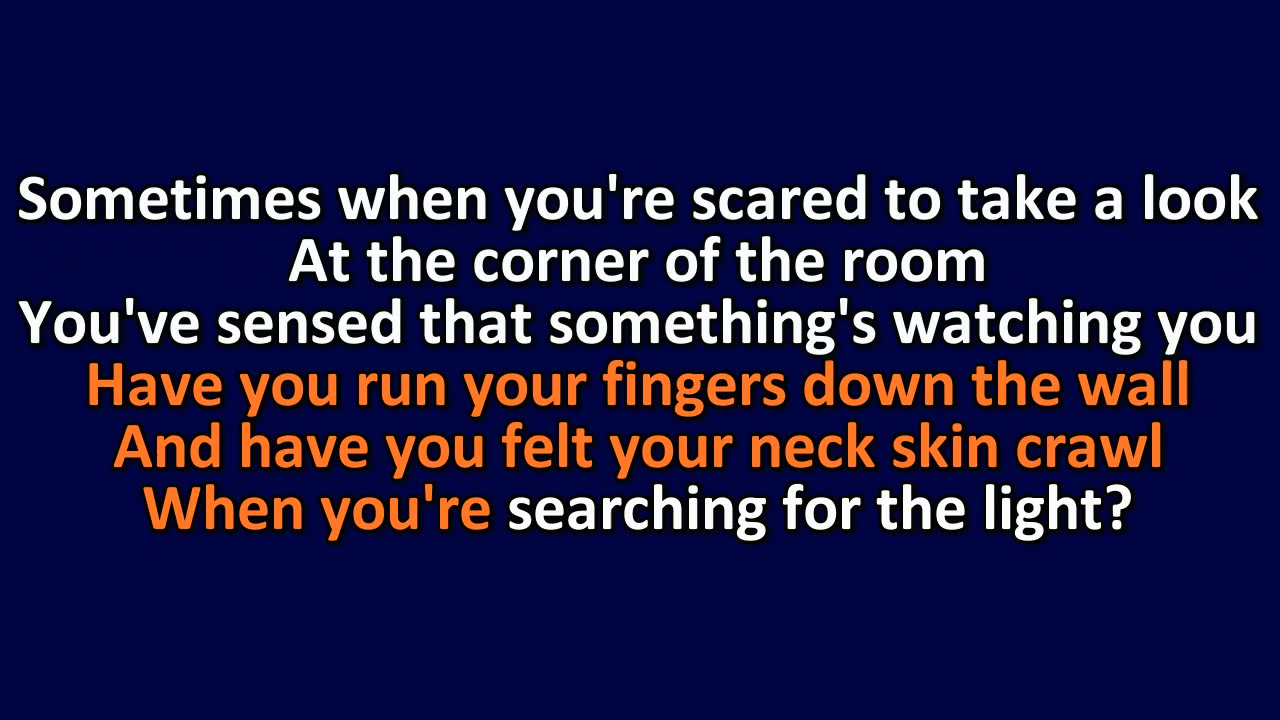 Sometimes when you're scared to take a look
At the corner of the room
You've sensed that something's watching you
Have you run your fingers down the wall
And have you felt your neck skin crawl
When you're searching for the light?